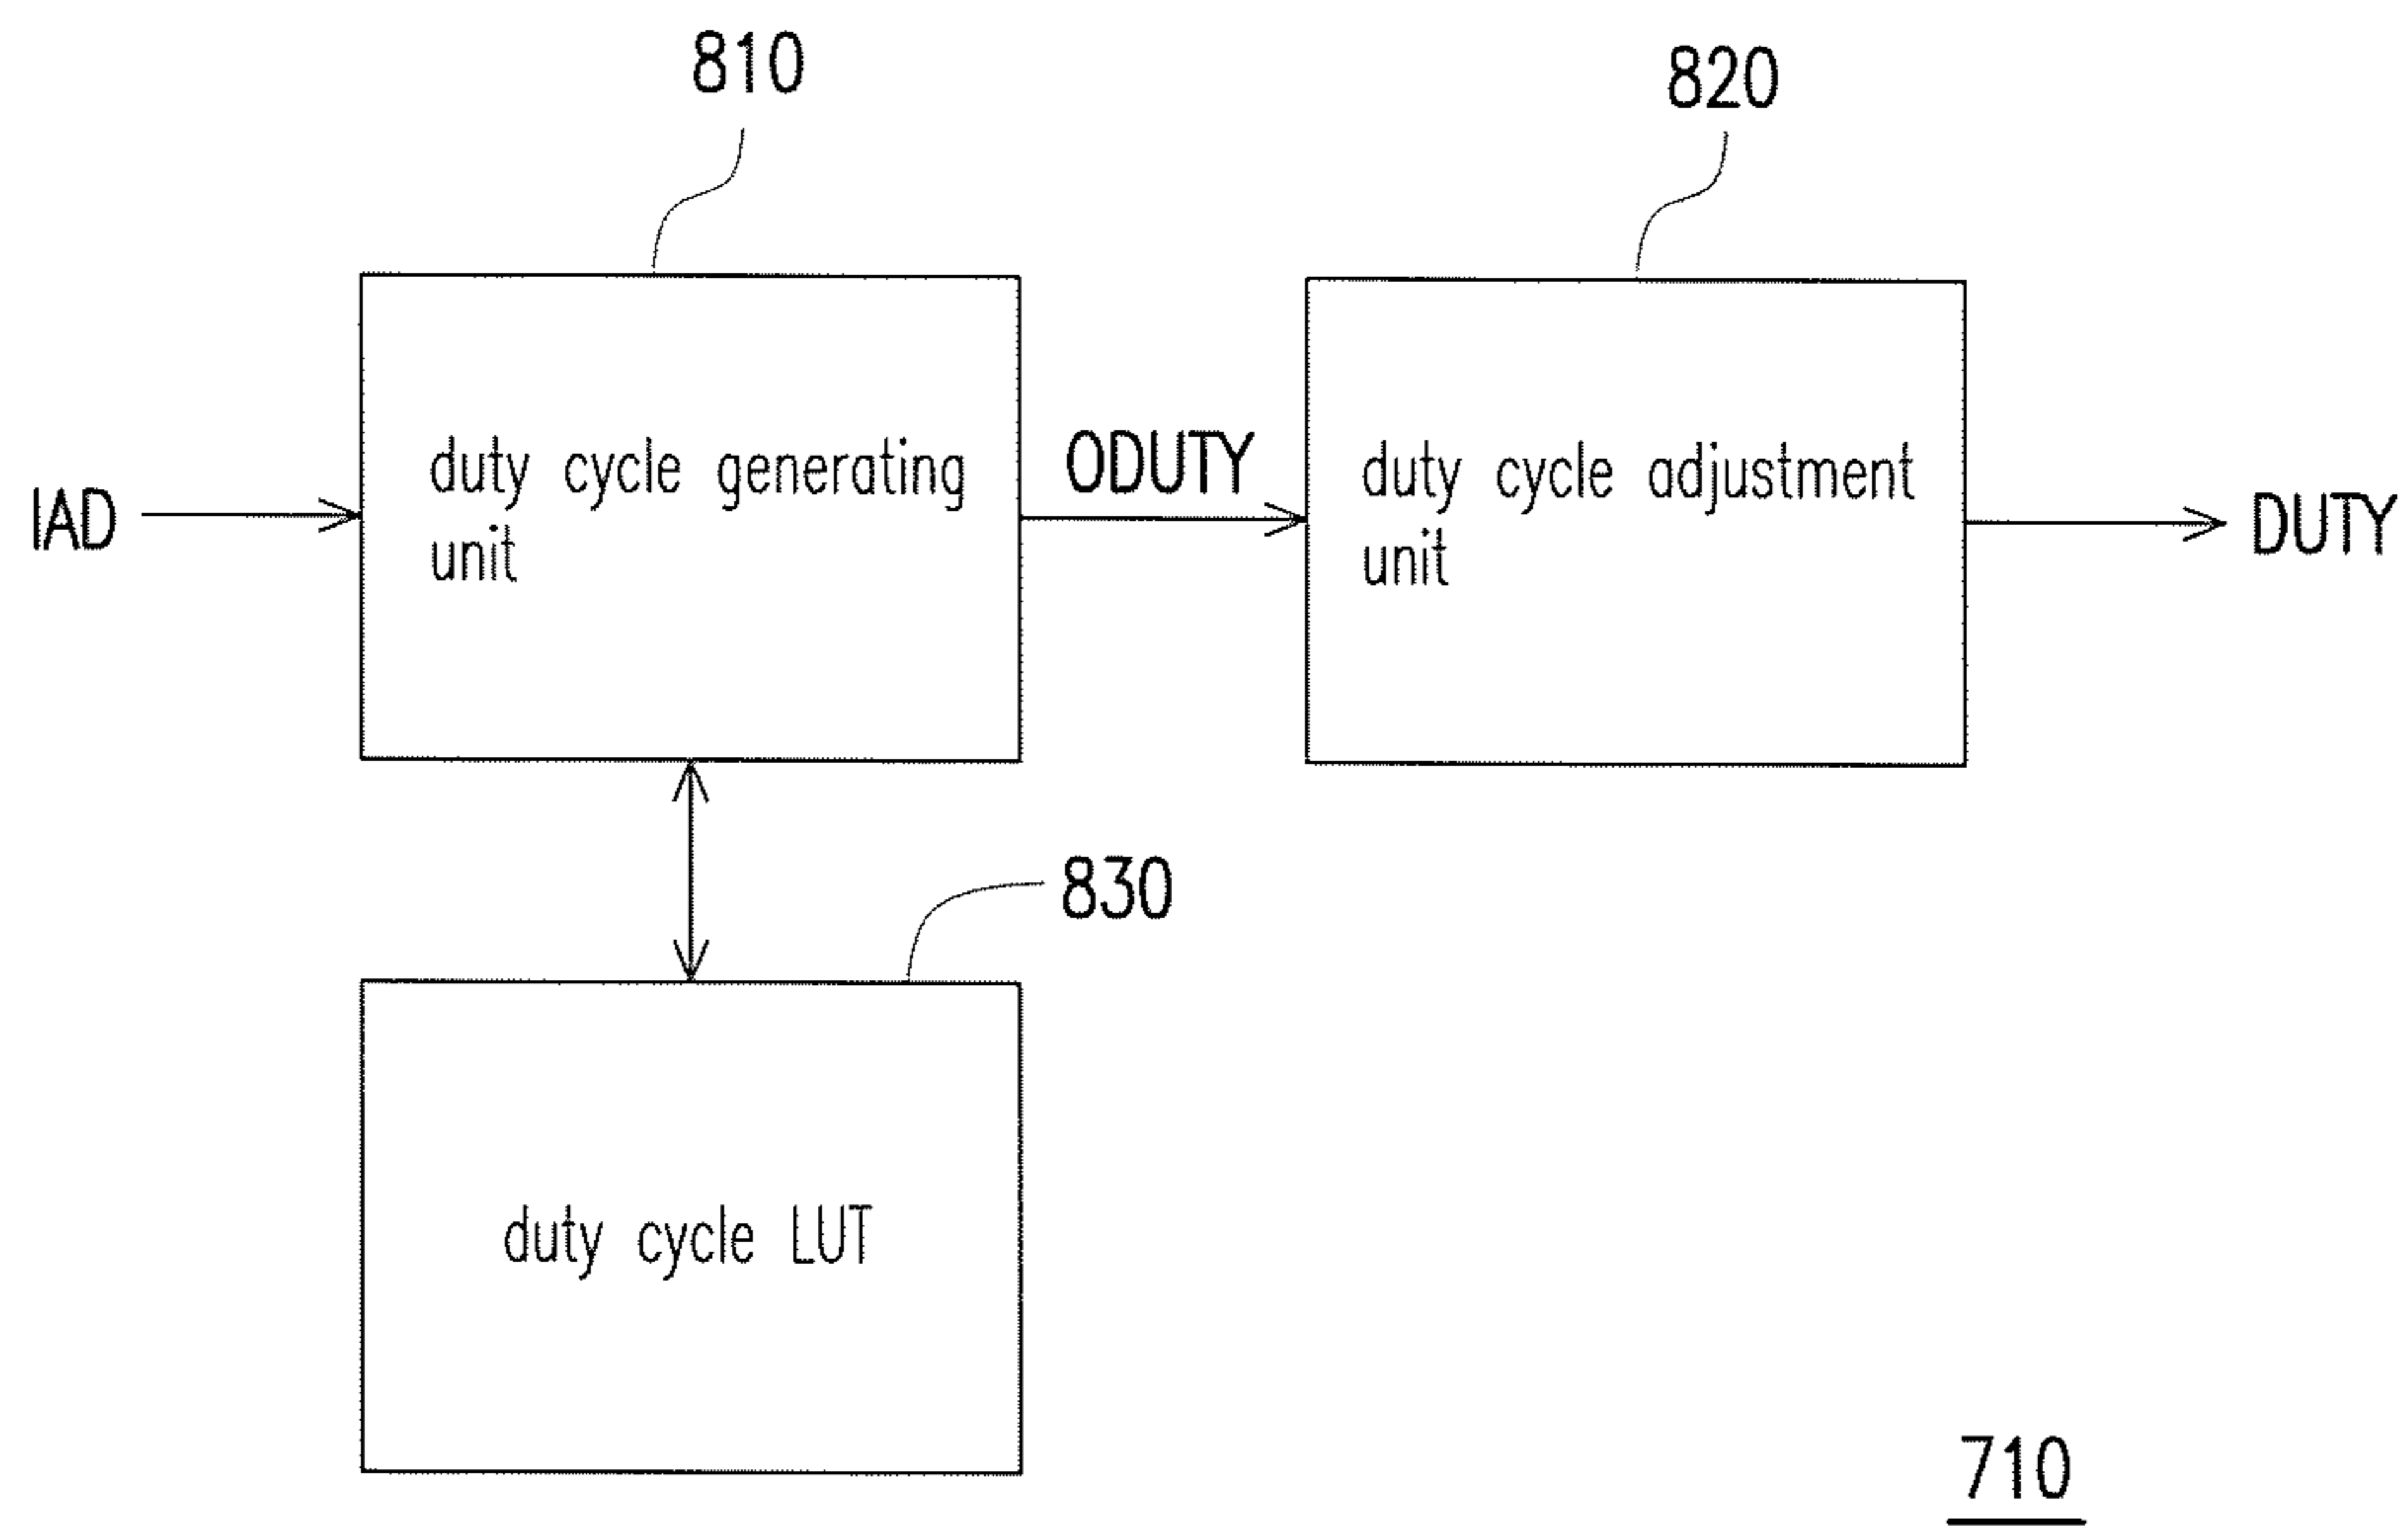 810
820
duty cycle generating
unit
IAD
ODUTY
duty cycle adjustment
unit
DUTY
830
duty cycle LUT
710